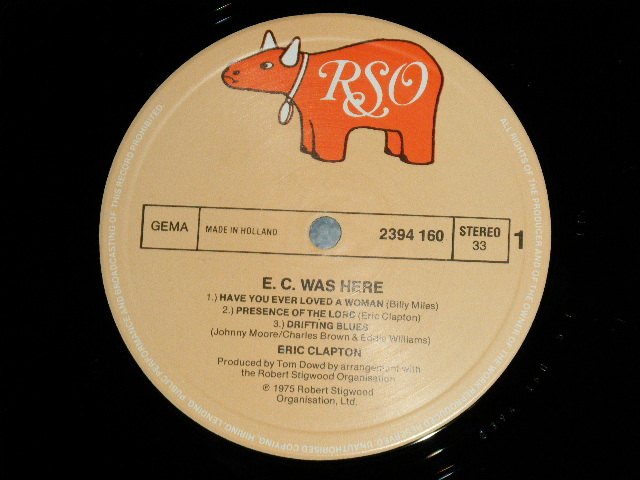 RSO
GEMA
MADE IN HOLLAND
2394 160
STEREO
33
1
E. C. WAS HERE
1.) HAVE YOU EVER LOVED A WOMAN (Billy Miles)
2.) PRESENCE OF THE LORD (Eric Clapton)
3.) DRIFTING BLUES
(Johnny Moore/Charles Brown & Eddie Williams)
ERIC CLAPTON
Produced by Tom Dowd by arrangement with
the Robert Stigwood Organisation
℗ 1975 Robert Stigwood
Organisation, Ltd.
ALL RIGHTS OF THE PRODUCER AND OF THE OWNER OF THE WORK REPRODUCED RESERVED. UNAUTHORISED COPYING, HIRING, LENDING, PUBLIC PERFORMANCE AND BROADCASTING OF THIS RECORD PROHIBITED.